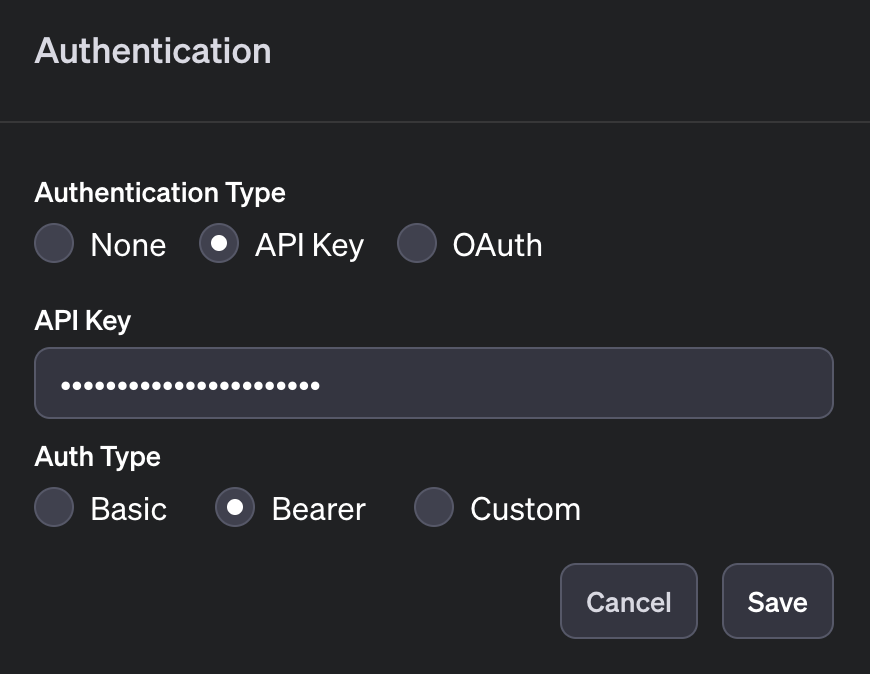 Authentication
Authentication Type
None API Key OAuth
API Key
•••••••••••••••••••••••
Auth Type
Basic Bearer Custom
Cancel Save